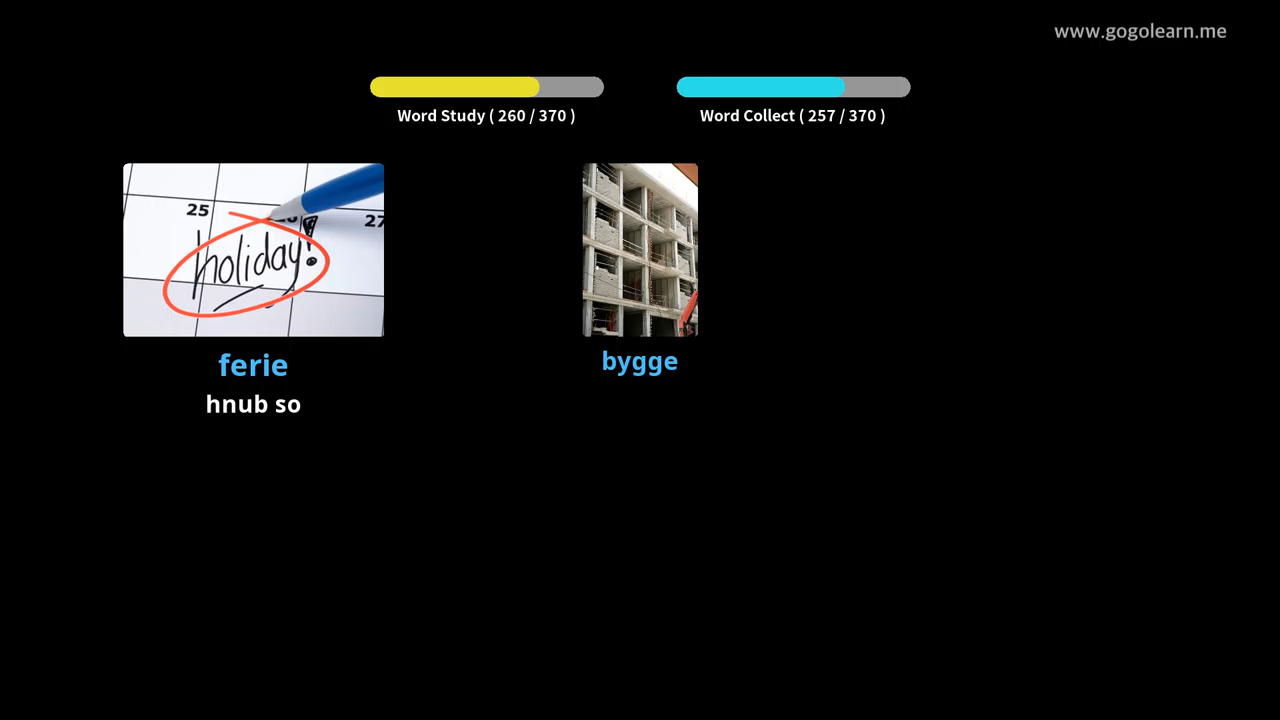 www.gogolearn.me
Word Study ( 260 / 370 )
Word Collect ( 257 / 370 )
25
27
holiday!
ferie
hnub so
bygge